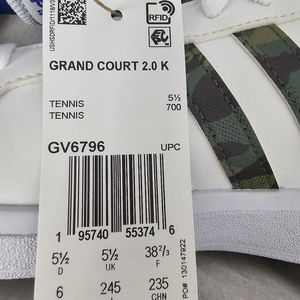 RFID
GRAND COURT 2.0 K
TENNIS 5½
TENNIS 700
GV6796 UPC
1 95740 55374 6
5½ 5½ 38²/³
D UK F
6 245 235
CHN
PO# 130147922